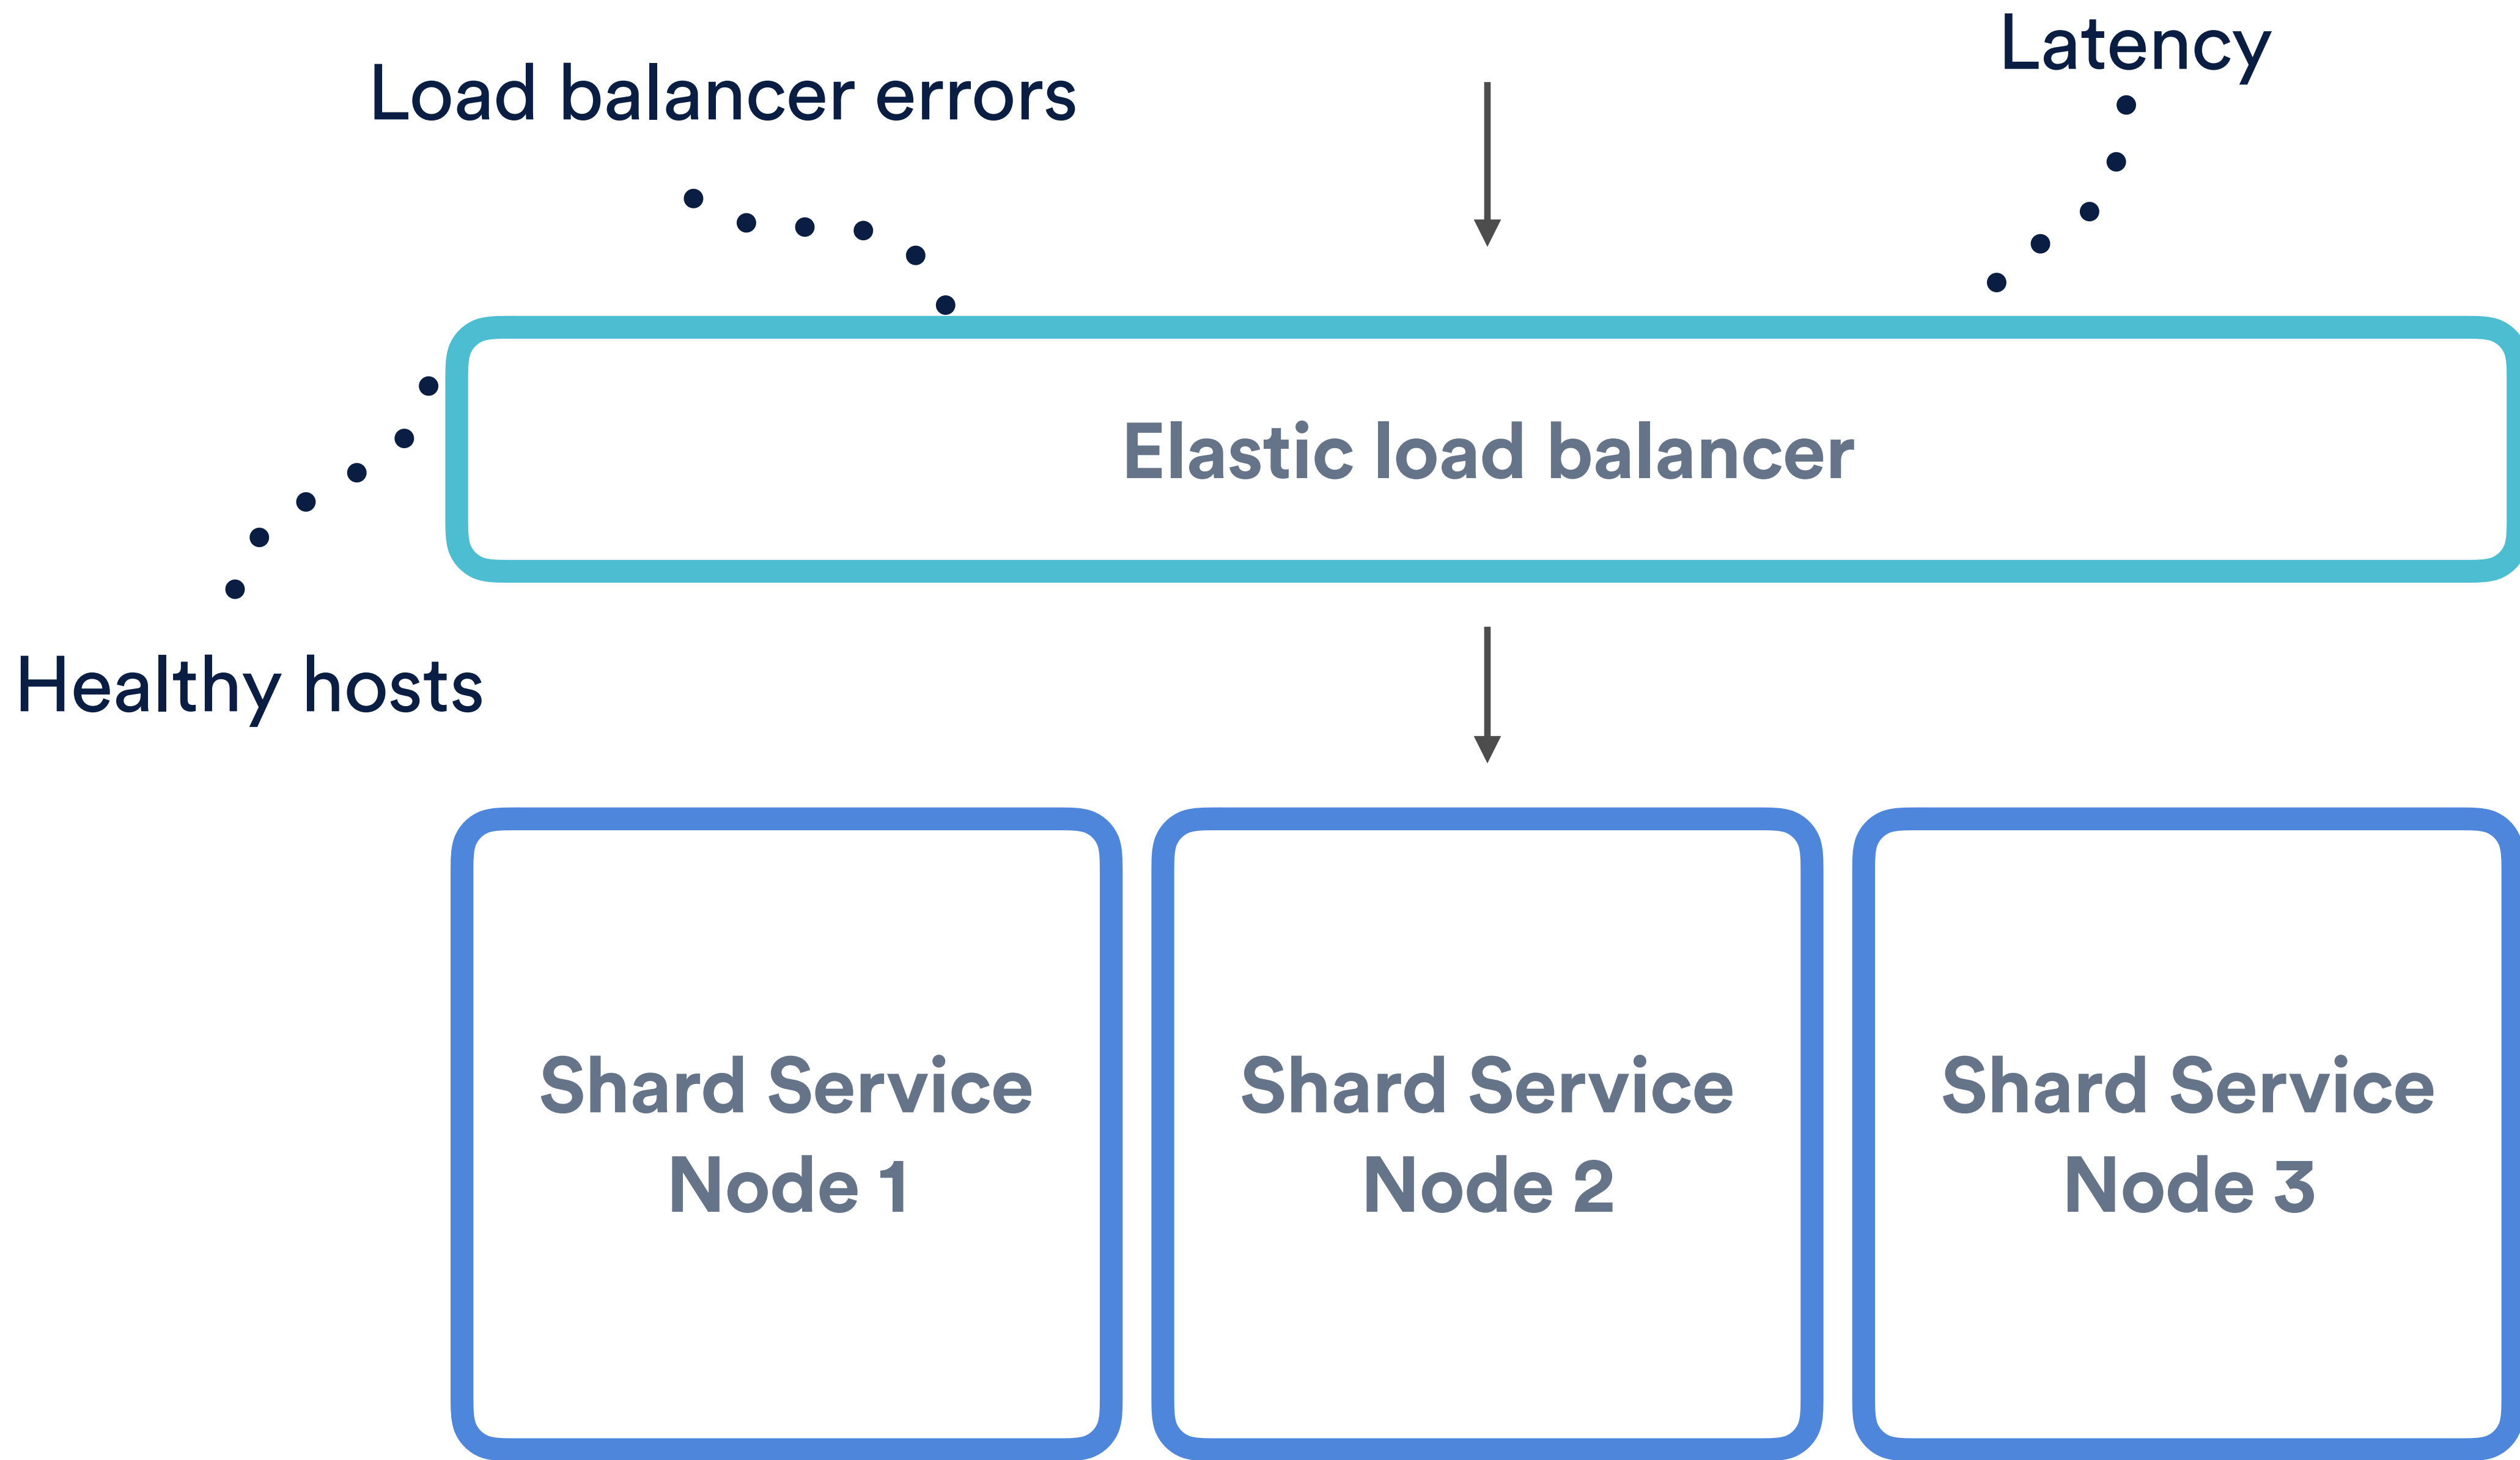 Latency
Load balancer errors
Elastic load balancer
Healthy hosts
Shard Service
Node 1
Shard Service
Node 2
Shard Service
Node 3